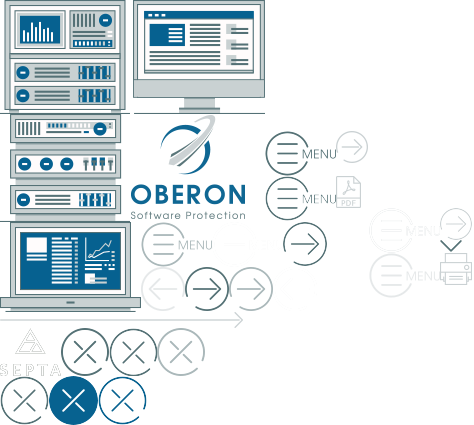 OBERON
Software Protection
MENU
MENU
PDF
MENU
MENU
MENU
SEPTA